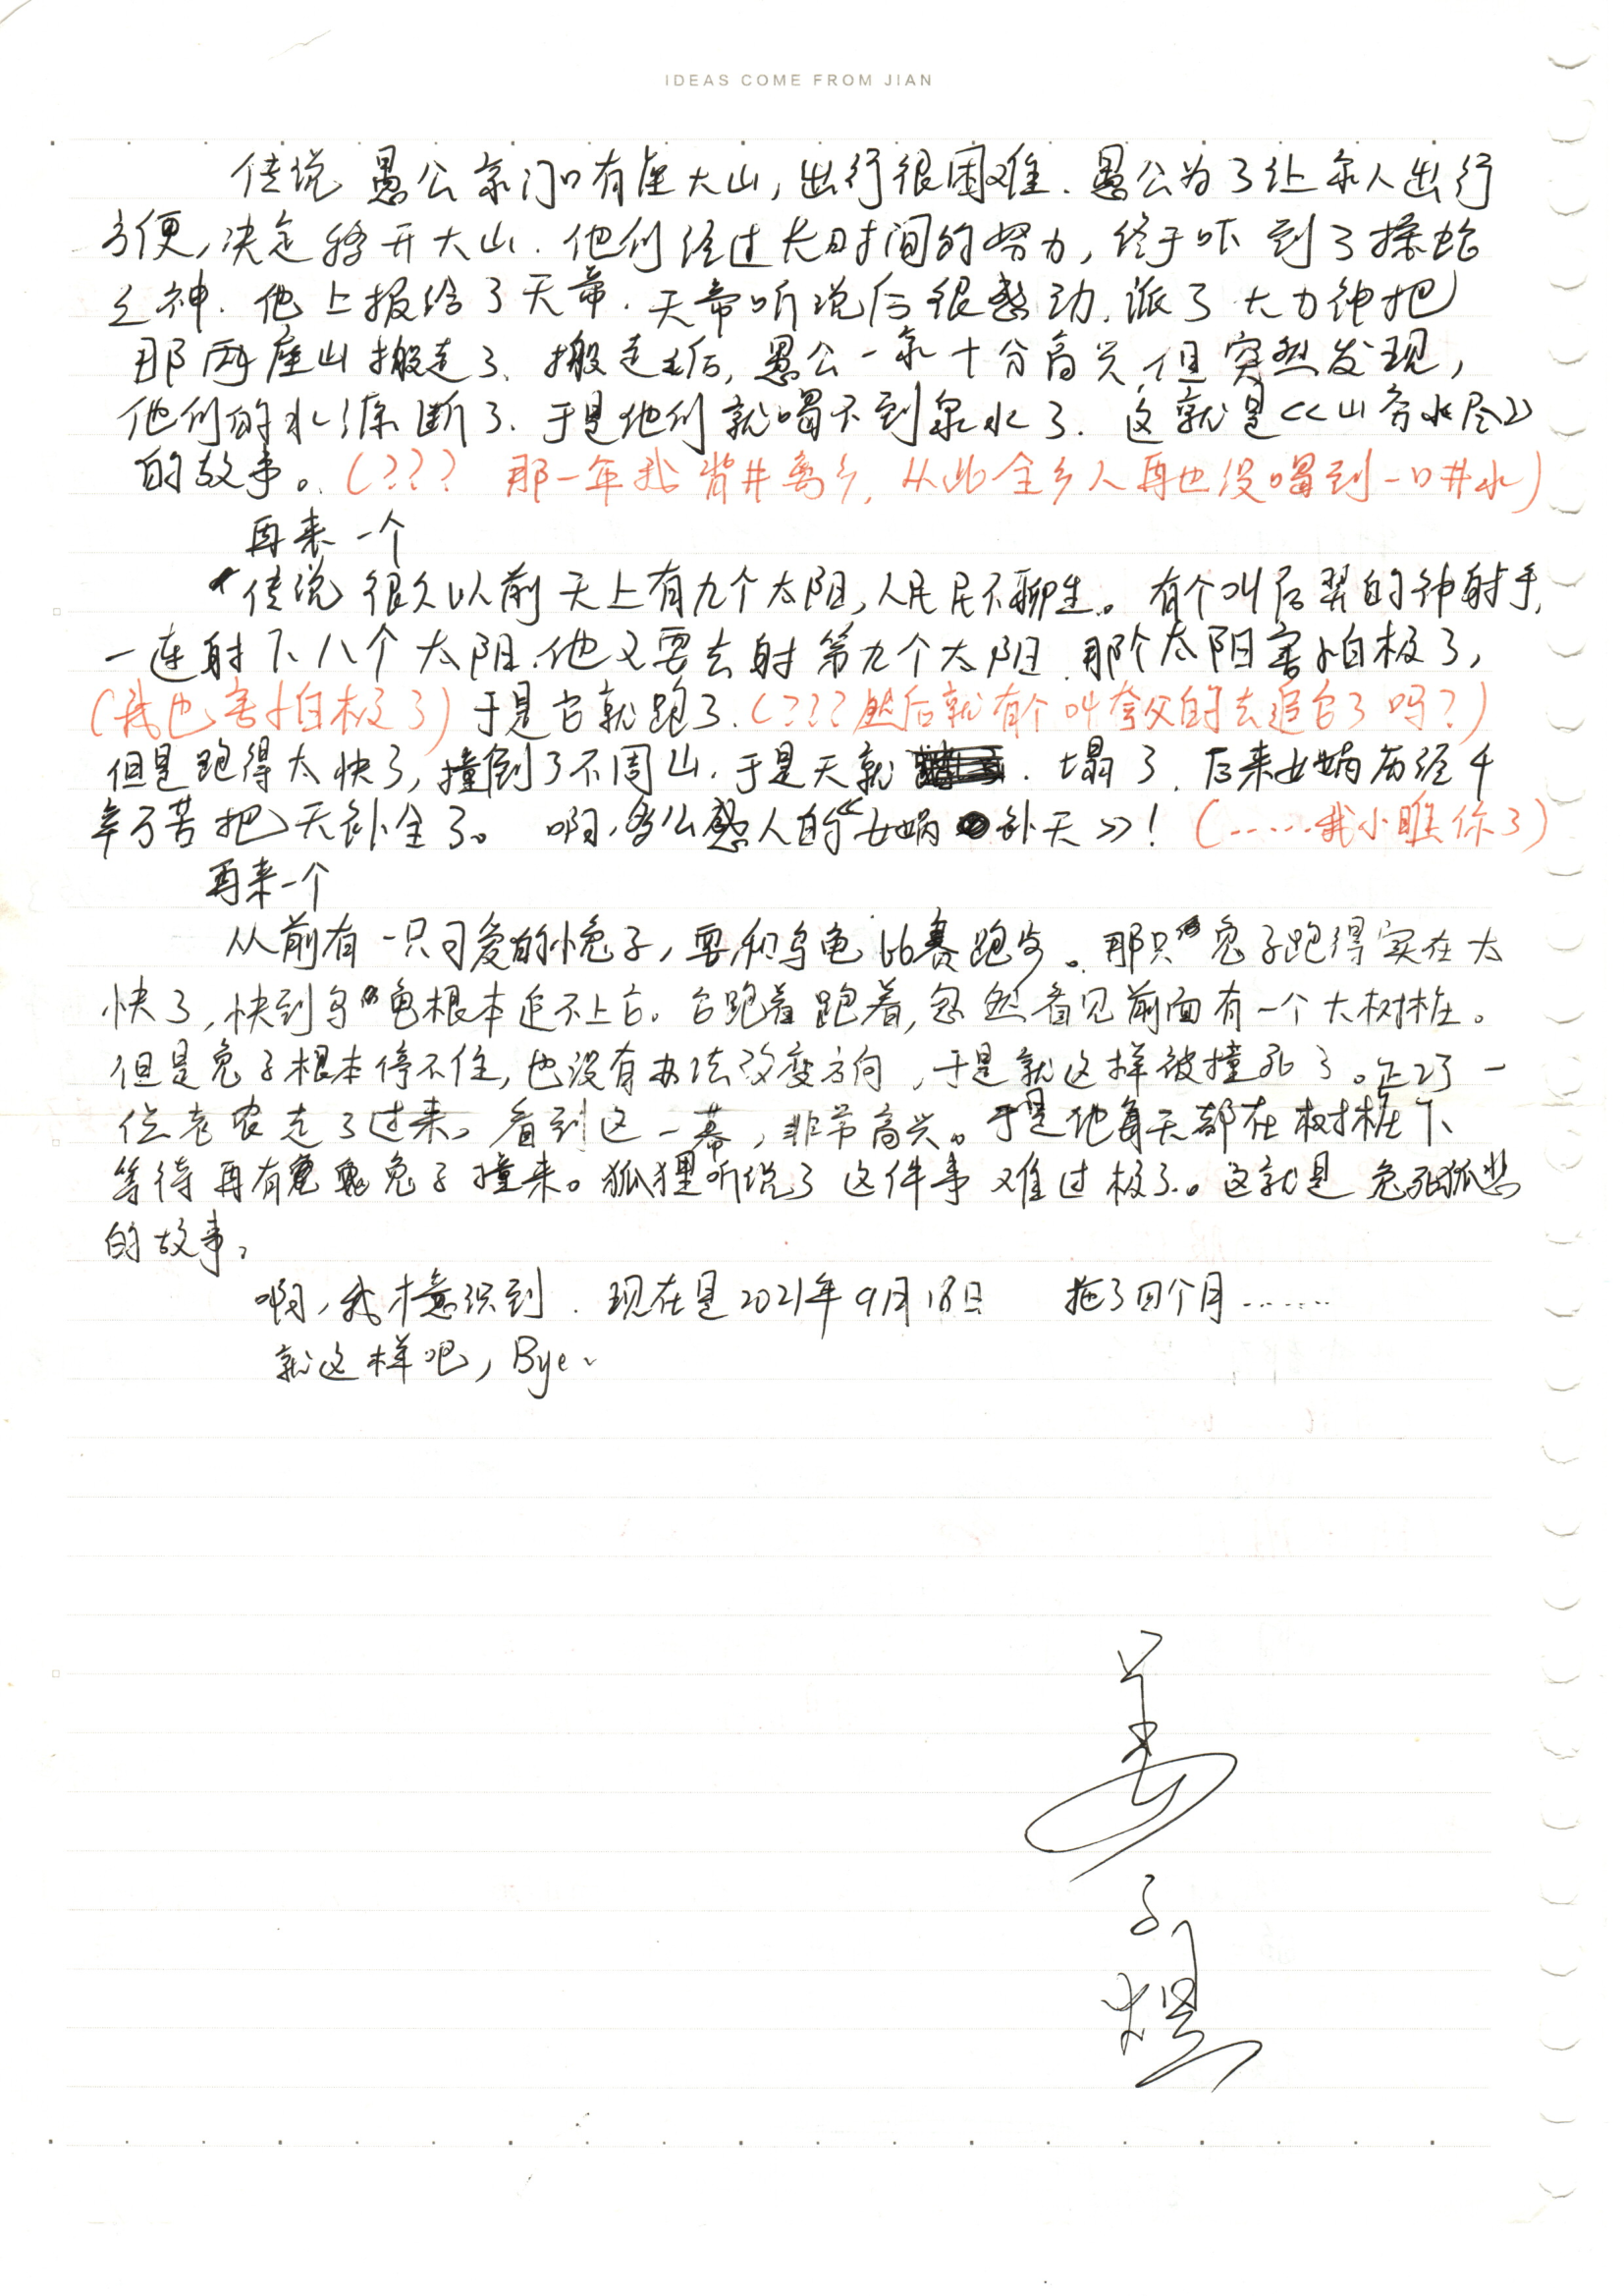 IDEAS COME FROM JIAN
传说愚公家门口有座大山，出行很困难．愚公为了让家人出行
方便，决定移开大山．他们经过长时间的努力，终于吓到了操蛇
之神．他上报给了天帝．天帝听说后很感动．派了大力神把
那两座山搬走了．搬走后，愚公一家十分高兴，但突然发现，
他们的水源断了．于是他们就喝不到泉水了．这就是《山穷水尽》
的故事。（??? 那一年我背井离乡，从此全乡人再也没喝到一口井水）
再来一个
传说很久以前天上有九个太阳，人民民不聊生。有个叫后羿的神射手，
一连射下八个太阳．他又要去射第九个太阳．那个太阳害怕极了，
（我也害怕极了）于是它就跑了．（???然后就有个叫夸父的去追它了吗？）
但是跑得太快了，撞倒了不周山．于是天就塌了．后来女娲历经千
辛万苦把天补全了。啊，多么感人的《女娲补天》！（……我小瞧你了）
再来一个
从前有一只可爱的小兔子，要和乌龟比赛跑步。那只兔子跑得实在太
快了，快到乌龟根本追不上它。它跑着跑着，忽然看见前面有一个大树桩。
但是兔子根本停不住，也没有办法改变方向，于是就这样被撞死了。正巧一
位老农走了过来。看到这一幕，非常高兴。于是他每天都在树桩下
等待再有兔子撞来。狐狸听说了这件事难过极了。这就是兔死狐悲
的故事。
啊，我才意识到．现在是2021年9月18日 拖了四个月……
就这样吧，Bye~
姜
子
煜